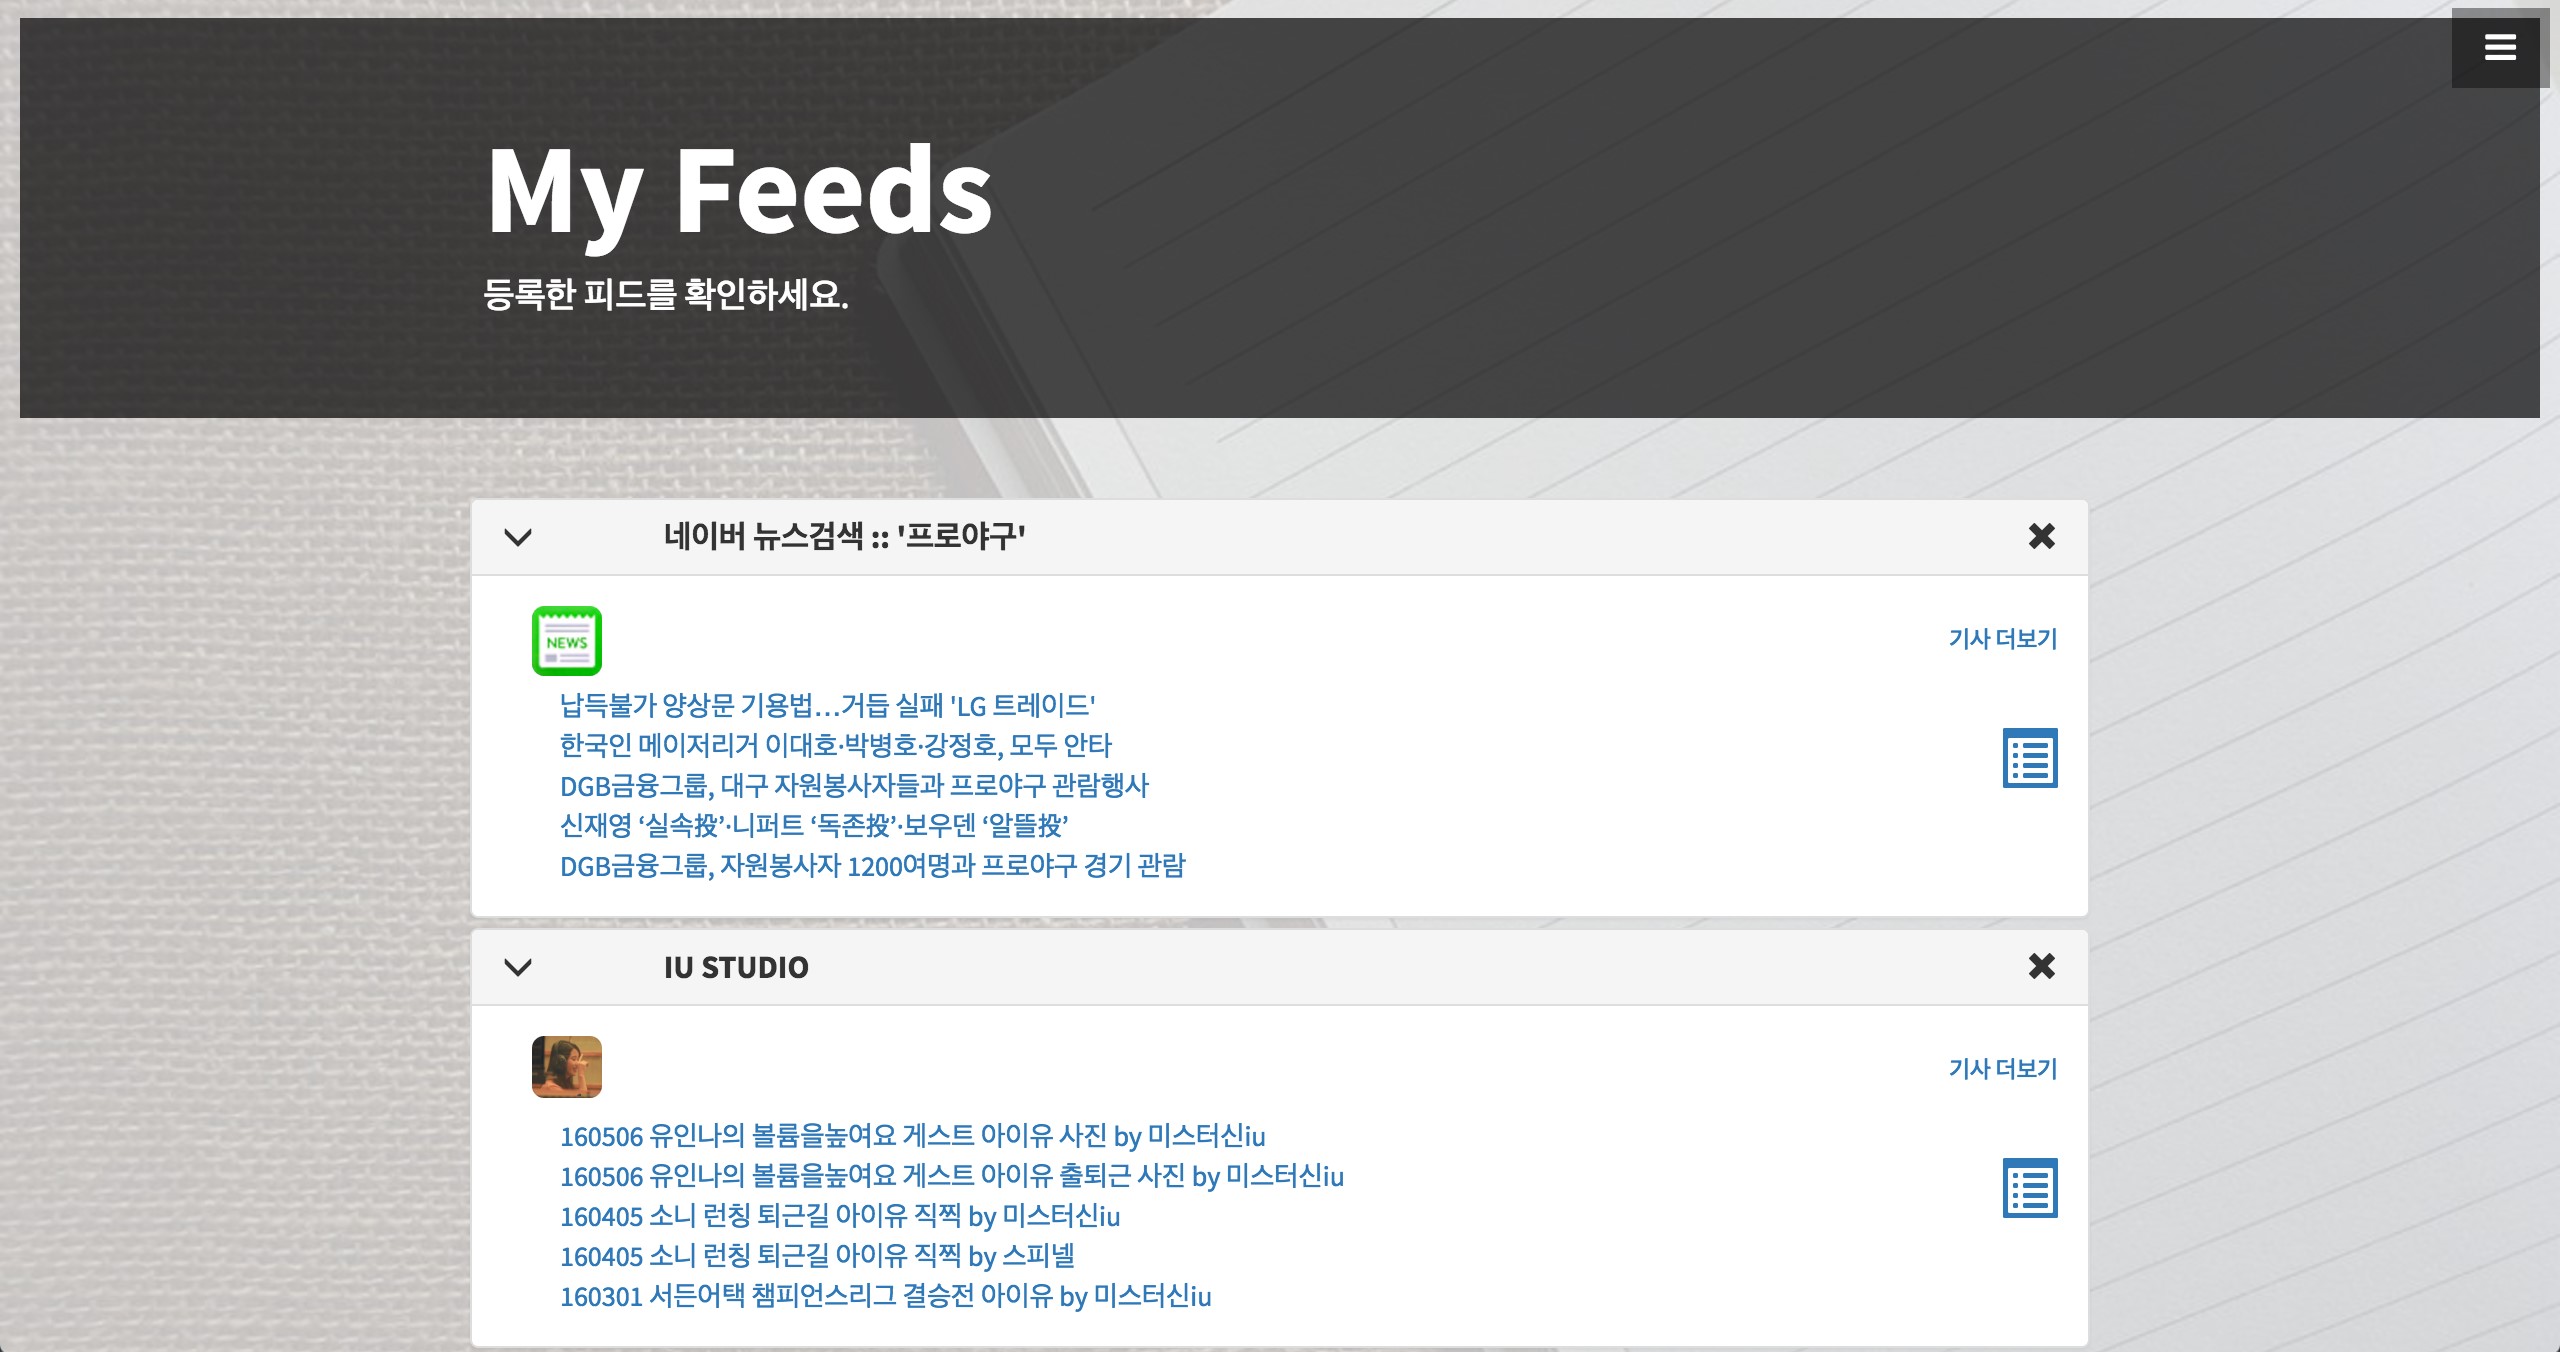 My Feeds
등록한 피드를 확인하세요.
네이버 뉴스검색 :: '프로야구'
NEWS
기사 더보기
납득불가 양상문 기용법…거듭 실패 'LG 트레이드'
한국인 메이저리거 이대호·박병호·강정호, 모두 안타
DGB금융그룹, 대구 자원봉사자들과 프로야구 관람행사
신재영 ‘실속投’·니퍼트 ‘독존投’·보우덴 ‘알뜰投’
DGB금융그룹, 자원봉사자 1200여명과 프로야구 경기 관람
IU STUDIO
기사 더보기
160506 유인나의 볼륨을높여요 게스트 아이유 사진 by 미스터신iu
160506 유인나의 볼륨을높여요 게스트 아이유 출퇴근 사진 by 미스터신iu
160405 소니 런칭 퇴근길 아이유 직찍 by 미스터신iu
160405 소니 런칭 퇴근길 아이유 직찍 by 스피넬
160301 서든어택 챔피언스리그 결승전 아이유 by 미스터신iu